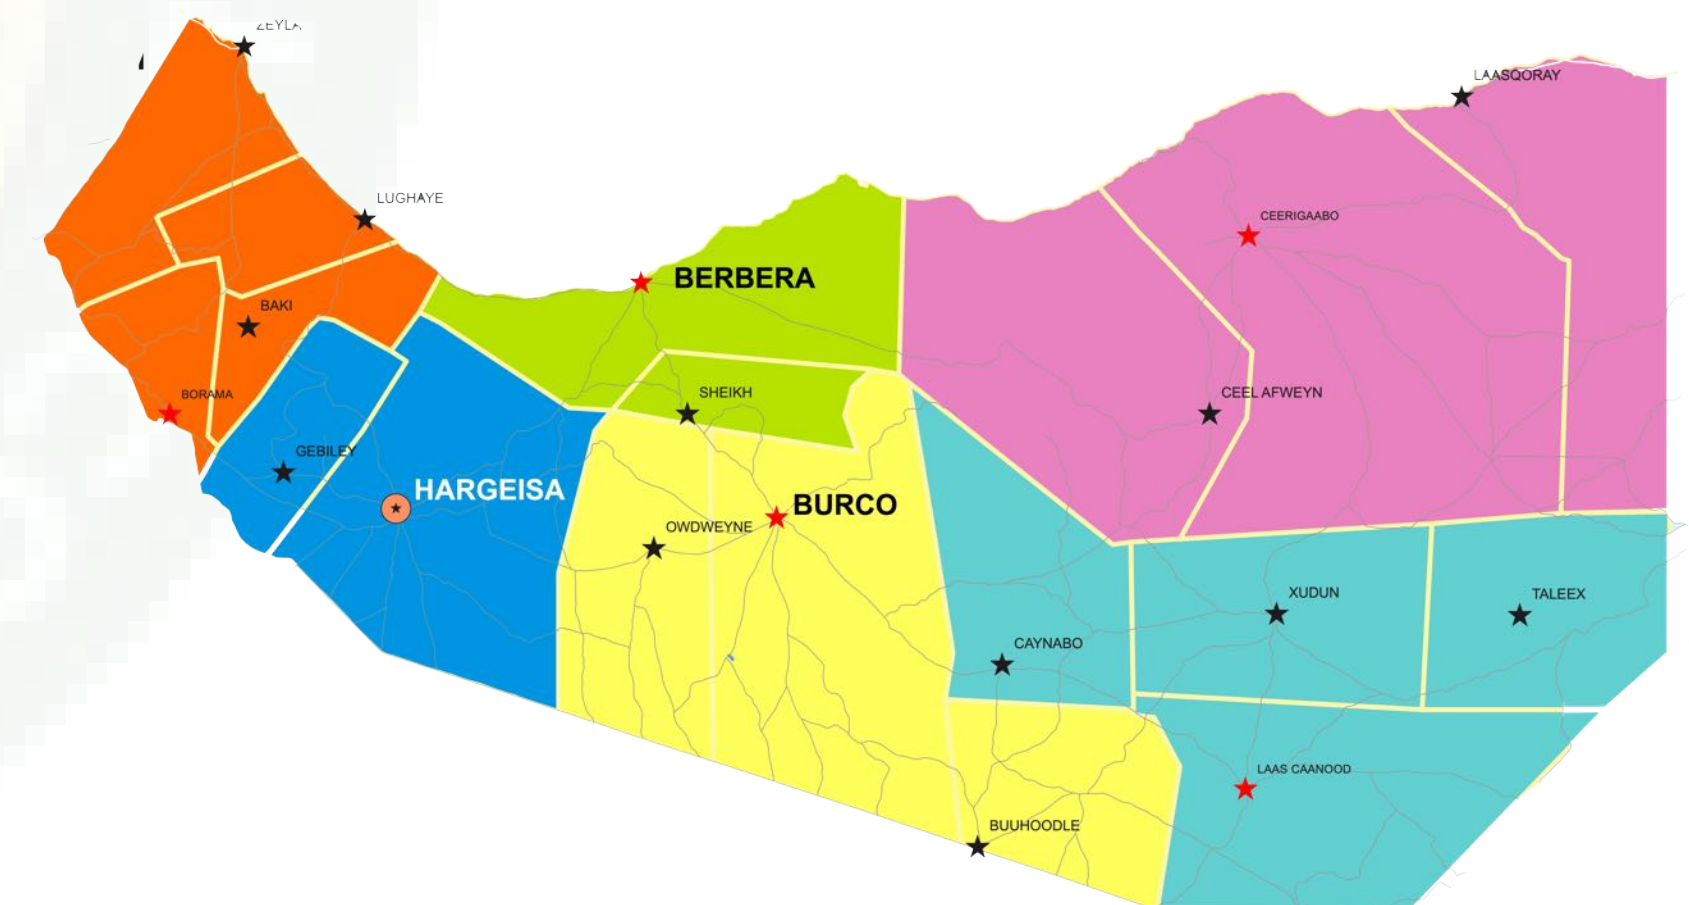 ZEYLA
LAASQORAY
LUGHAYE
CEERIGAABO
BERBERA
BAKI
BORAMA
SHEIKH
CEEL AFWEYN
GEBILEY
HARGEISA
BURCO
OWDWEYNE
XUDUN
TALEEX
CAYNABO
LAAS CAANOOD
BUUHOODLE